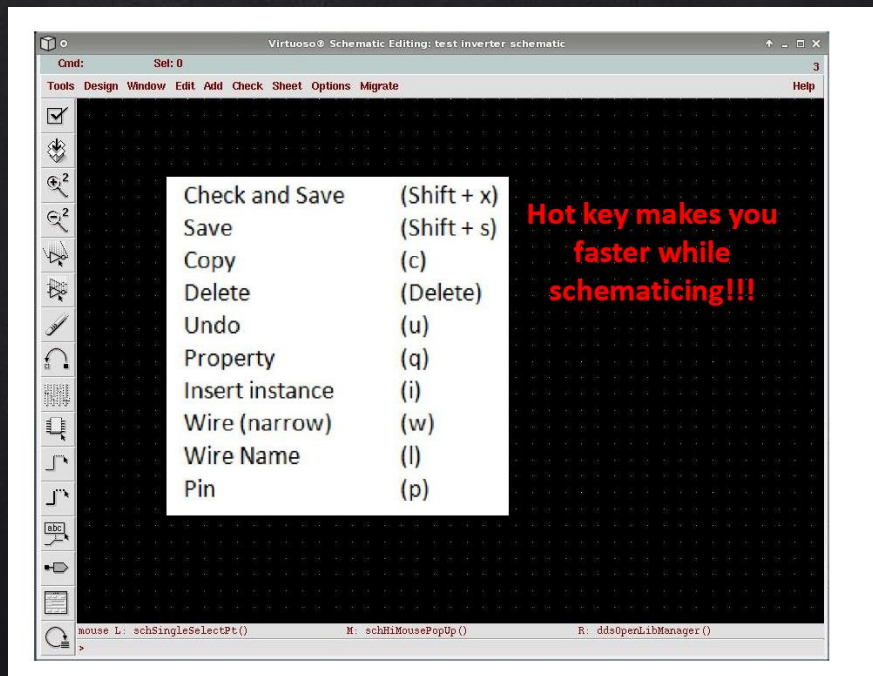 Virtuoso® Schematic Editing: test inverter schematic
Cmd: Sel: 0
3
Tools Design Window Edit Add Check Sheet Options Migrate Help
2
2
Check and Save (Shift + x)
Save (Shift + s)
Copy (c)
Delete (Delete)
Undo (u)
Property (q)
Insert instance (i)
Wire (narrow) (w)
Wire Name (l)
Pin (p)
Hot key makes you
faster while
schematicing!!!
abc
mouse L: schSingleSelectPt() M: schHiMousePopUp() R: ddsOpenLibManager()
>